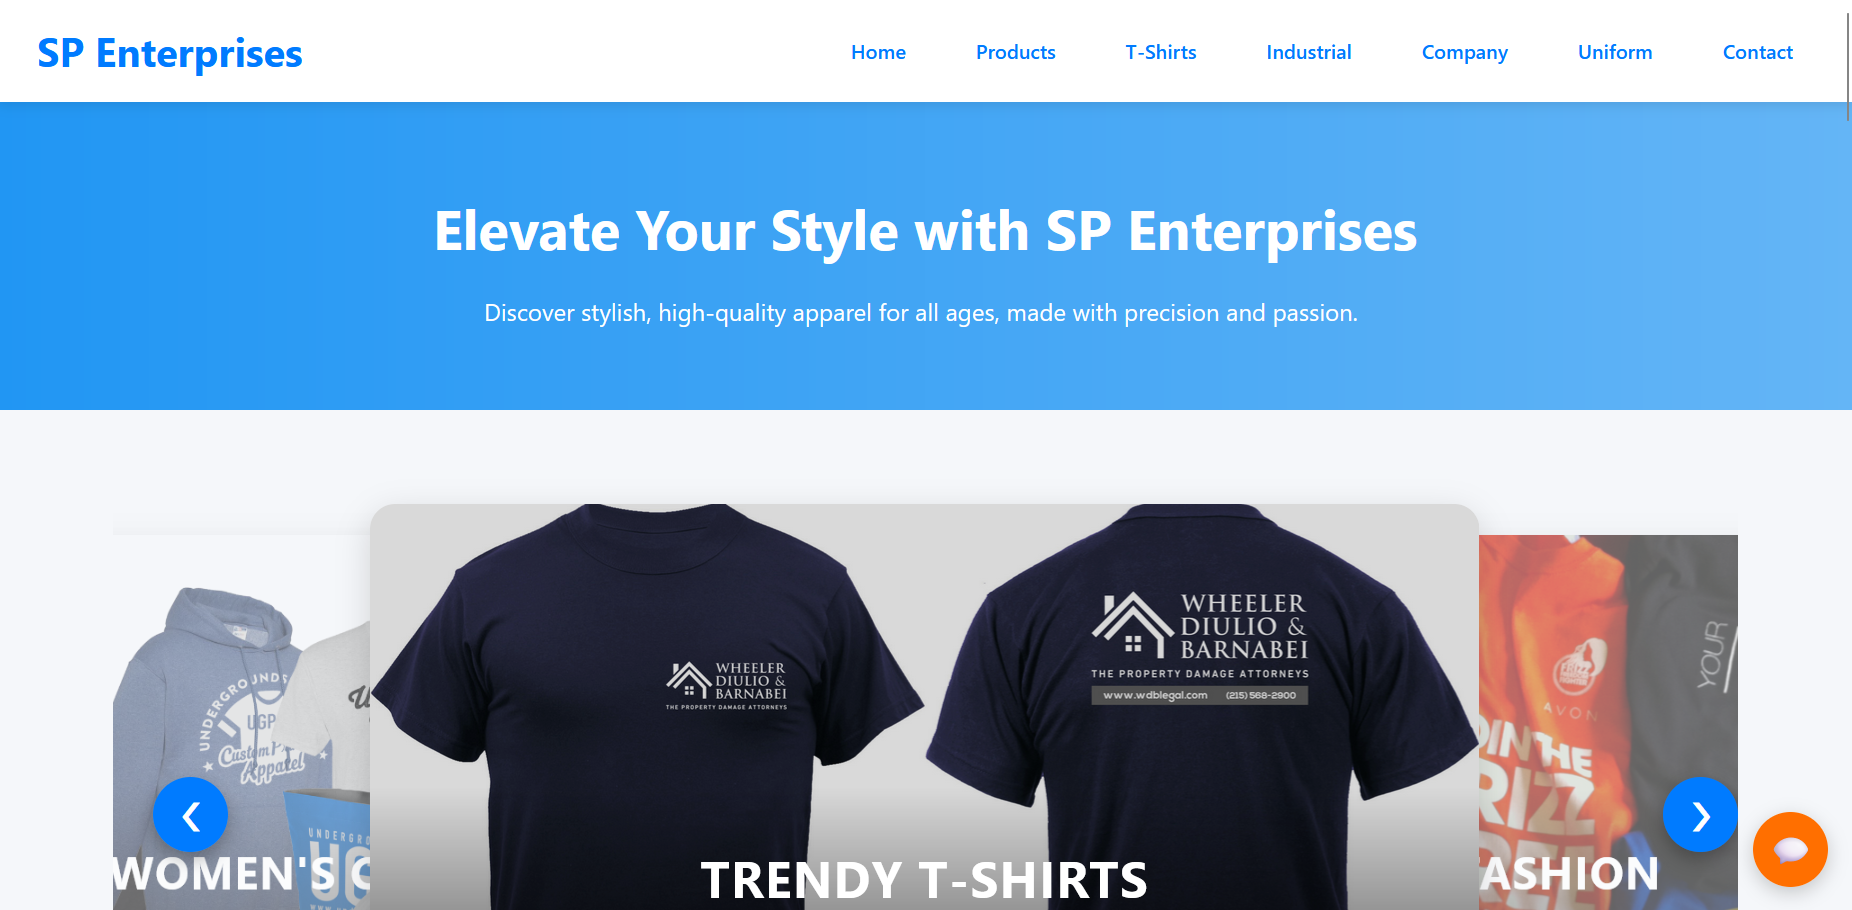 SP Enterprises
Home Products T-Shirts Industrial Company Uniform Contact
Elevate Your Style with SP Enterprises
Discover stylish, high-quality apparel for all ages, made with precision and passion.
UGP
Custom
Apparel
UNDERGRO
WOMEN'S C
WHEELER
DIULIO &
BARNABEI
THE PROPERTY DAMAGE ATTORNEYS
WHEELER
DIULIO &
BARNABEI
THE PROPERTY DAMAGE ATTORNEYS
www.wdblegal.com (215) 568-2900
TRENDY T-SHIRTS
YOUR
AVON
IN THE
RIZZ
ASHION